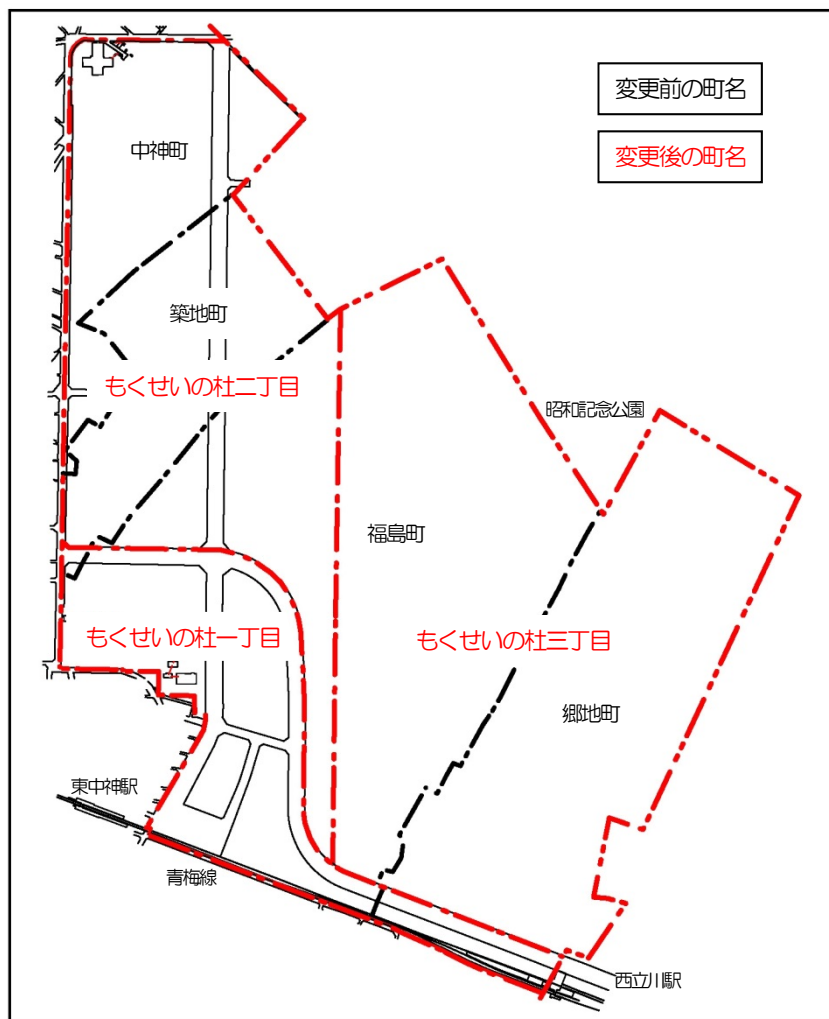 変更前の町名
変更後の町名
中神町
築地町
もくせいの杜二丁目
昭和記念公園
福島町
もくせいの杜一丁目
もくせいの杜三丁目
郷地町
東中神駅
青梅線
西立川駅